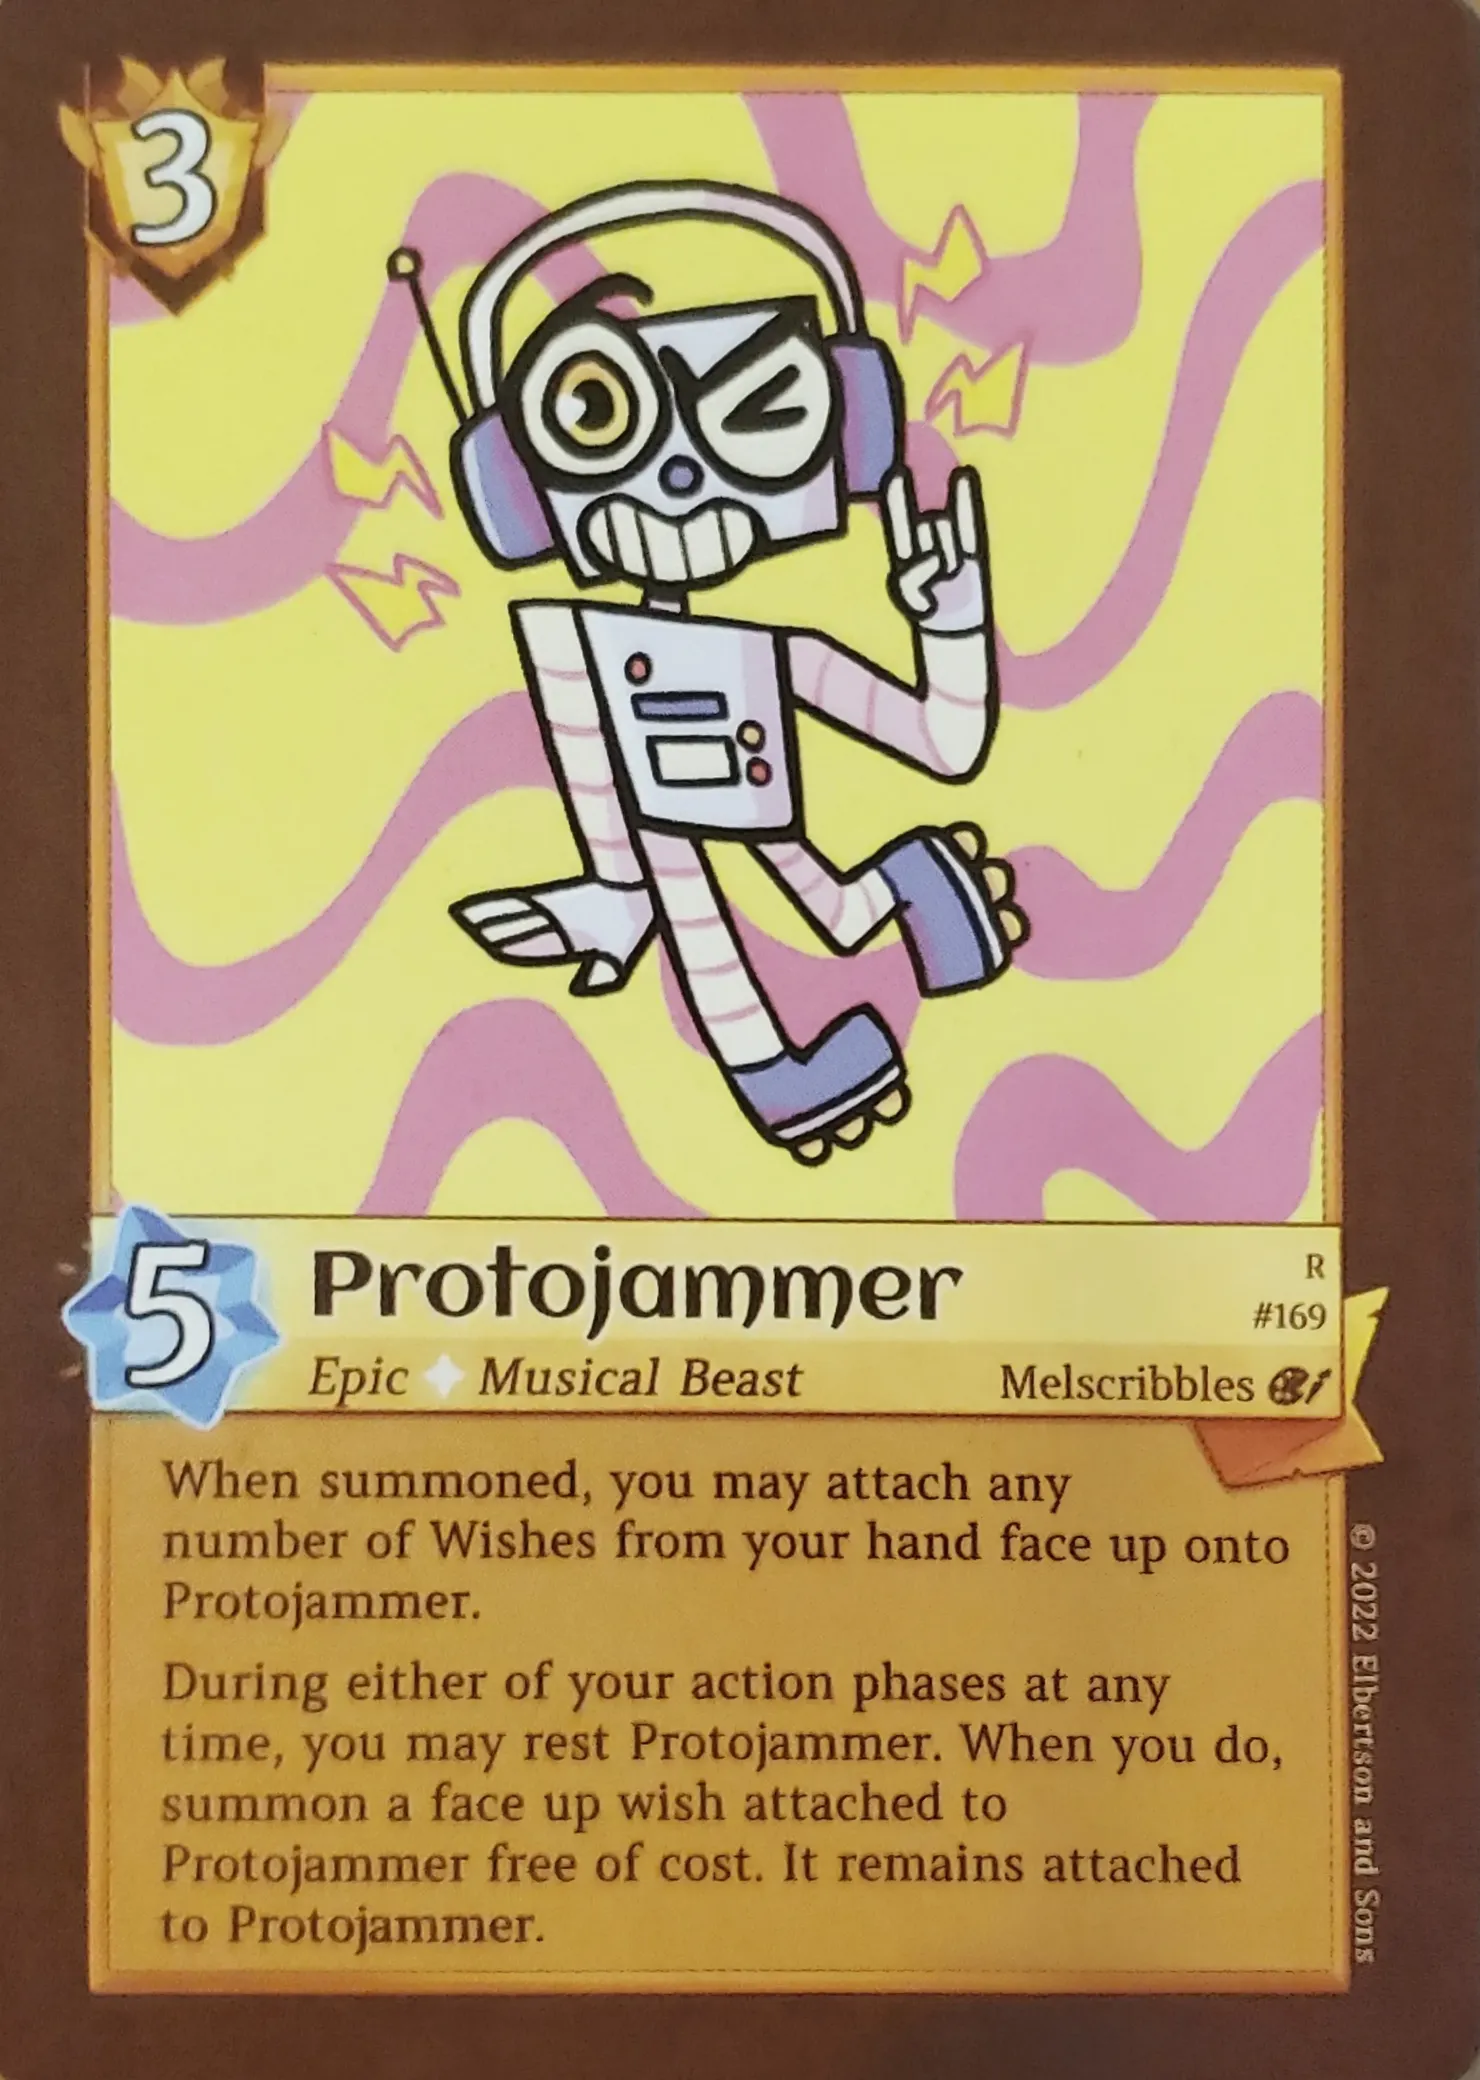 3
5
Protojammer
R
#169
Epic ✦ Musical Beast
Melscribbles
When summoned, you may attach any
number of Wishes from your hand face up onto
Protojammer.
During either of your action phases at any
time, you may rest Protojammer. When you do,
summon a face up wish attached to
Protojammer free of cost. It remains attached
to Protojammer.
© 2022 Elbertson and Sons